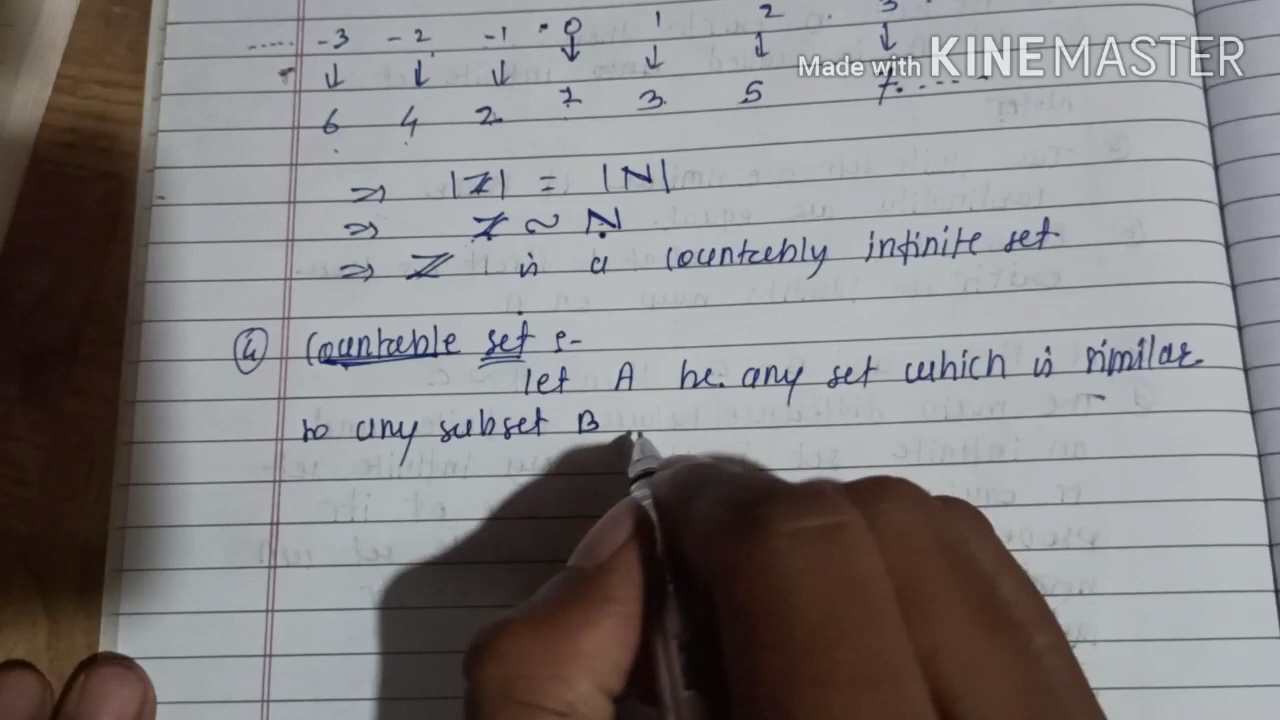 ..... -3 -2 -1 0 1 2 3
↓ ↓ ↓ ↓ ↓ ↓ ↓
Made with KINEMASTER
6 4 2 1 3 5 7......
⇒ |Z| = |N|
⇒ Z ~ N
⇒ Z is a countably infinite set
④ Countable set :-
let A be any set which is similar
to any subset B